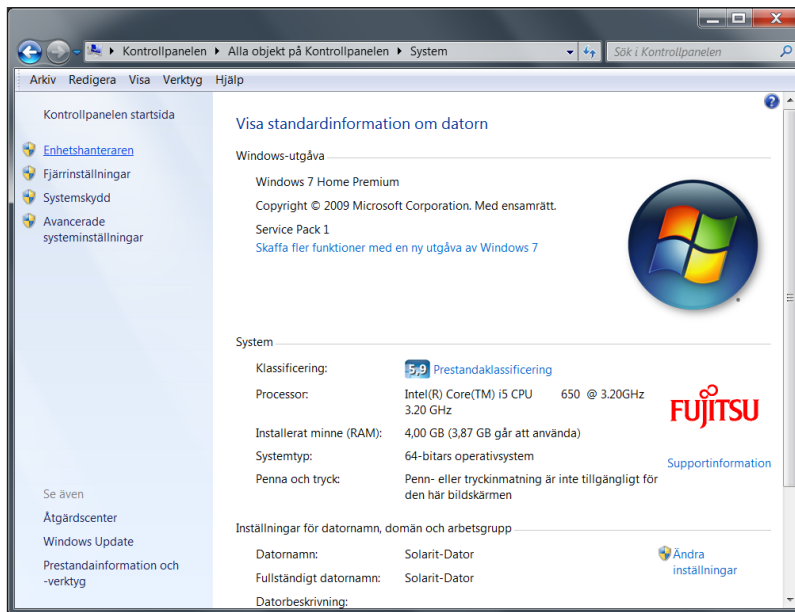 Kontrollpanelen ▸ Alla objekt på Kontrollpanelen ▸ System
Sök i Kontrollpanelen
Arkiv Redigera Visa Verktyg Hjälp
Kontrollpanelen startsida
Enhetshanteraren
Fjärrinställningar
Systemskydd
Avancerade
systeminställningar
Se även
Åtgärdscenter
Windows Update
Prestandainformation och
-verktyg
Visa standardinformation om datorn
Windows-utgåva
Windows 7 Home Premium
Copyright © 2009 Microsoft Corporation. Med ensamrätt.
Service Pack 1
Skaffa fler funktioner med en ny utgåva av Windows 7
System
Klassificering: 5,9 Prestandaklassificering
Processor: Intel(R) Core(TM) i5 CPU 650 @ 3.20GHz
3.20 GHz
Installerat minne (RAM): 4,00 GB (3,87 GB går att använda)
Systemtyp: 64-bitars operativsystem
Penna och tryck: Penn- eller tryckinmatning är inte tillgängligt för
den här bildskärmen
FUJITSU
Supportinformation
Inställningar för datornamn, domän och arbetsgrupp
Datornamn: Solarit-Dator
Ändra
inställningar
Fullständigt datornamn: Solarit-Dator
Datorbeskrivning: